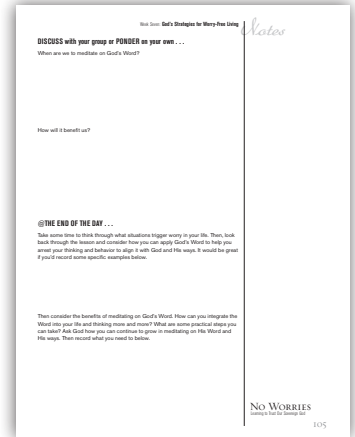 Week Seven: God's Strategies for Worry-Free Living
Notes
DISCUSS with your group or PONDER on your own . . .
When are we to meditate on God's Word?
How will it benefit us?
@THE END OF THE DAY . . .
Take some time to think through what situations trigger worry in your life. Then, look
back through the lesson and consider how you can apply God's Word to help you
arrest your thinking and behavior to align it with God and His ways. It would be great
if you'd record some specific examples below.
Then consider the benefits of meditating on God's Word. How can you integrate the
Word into your life and thinking more and more? What are some practical steps you
can take? Ask God how you can continue to grow in meditating on His Word and
His ways. Then record what you need to below.
No Worries
Learning to Trust Our Sovereign God
105